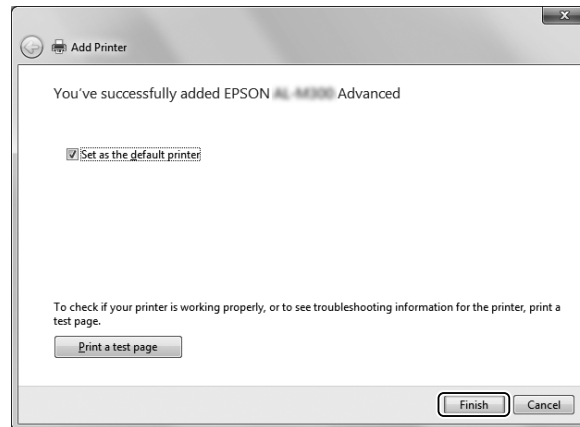 Add Printer
You've successfully added EPSON Advanced
Set as the default printer
To check if your printer is working properly, or to see troubleshooting information for the printer, print a
test page.
Print a test page
Finish Cancel